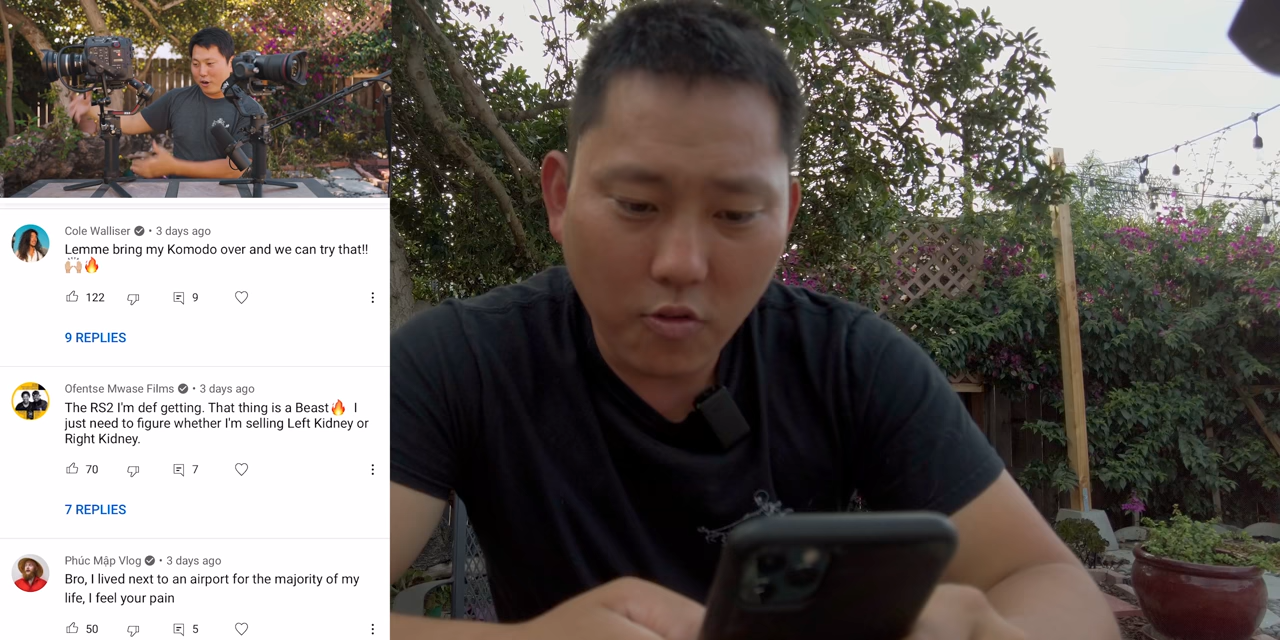 Cole Walliser • 3 days ago
Lemme bring my Komodo over and we can try that!!
🙌🏼🔥
122 9
9 REPLIES
Ofentse Mwase Films • 3 days ago
The RS2 I'm def getting. That thing is a Beast🔥 I
just need to figure whether I'm selling Left Kidney or
Right Kidney.
70 7
7 REPLIES
Phúc Mập Vlog • 3 days ago
Bro, I lived next to an airport for the majority of my
life, I feel your pain
50 5